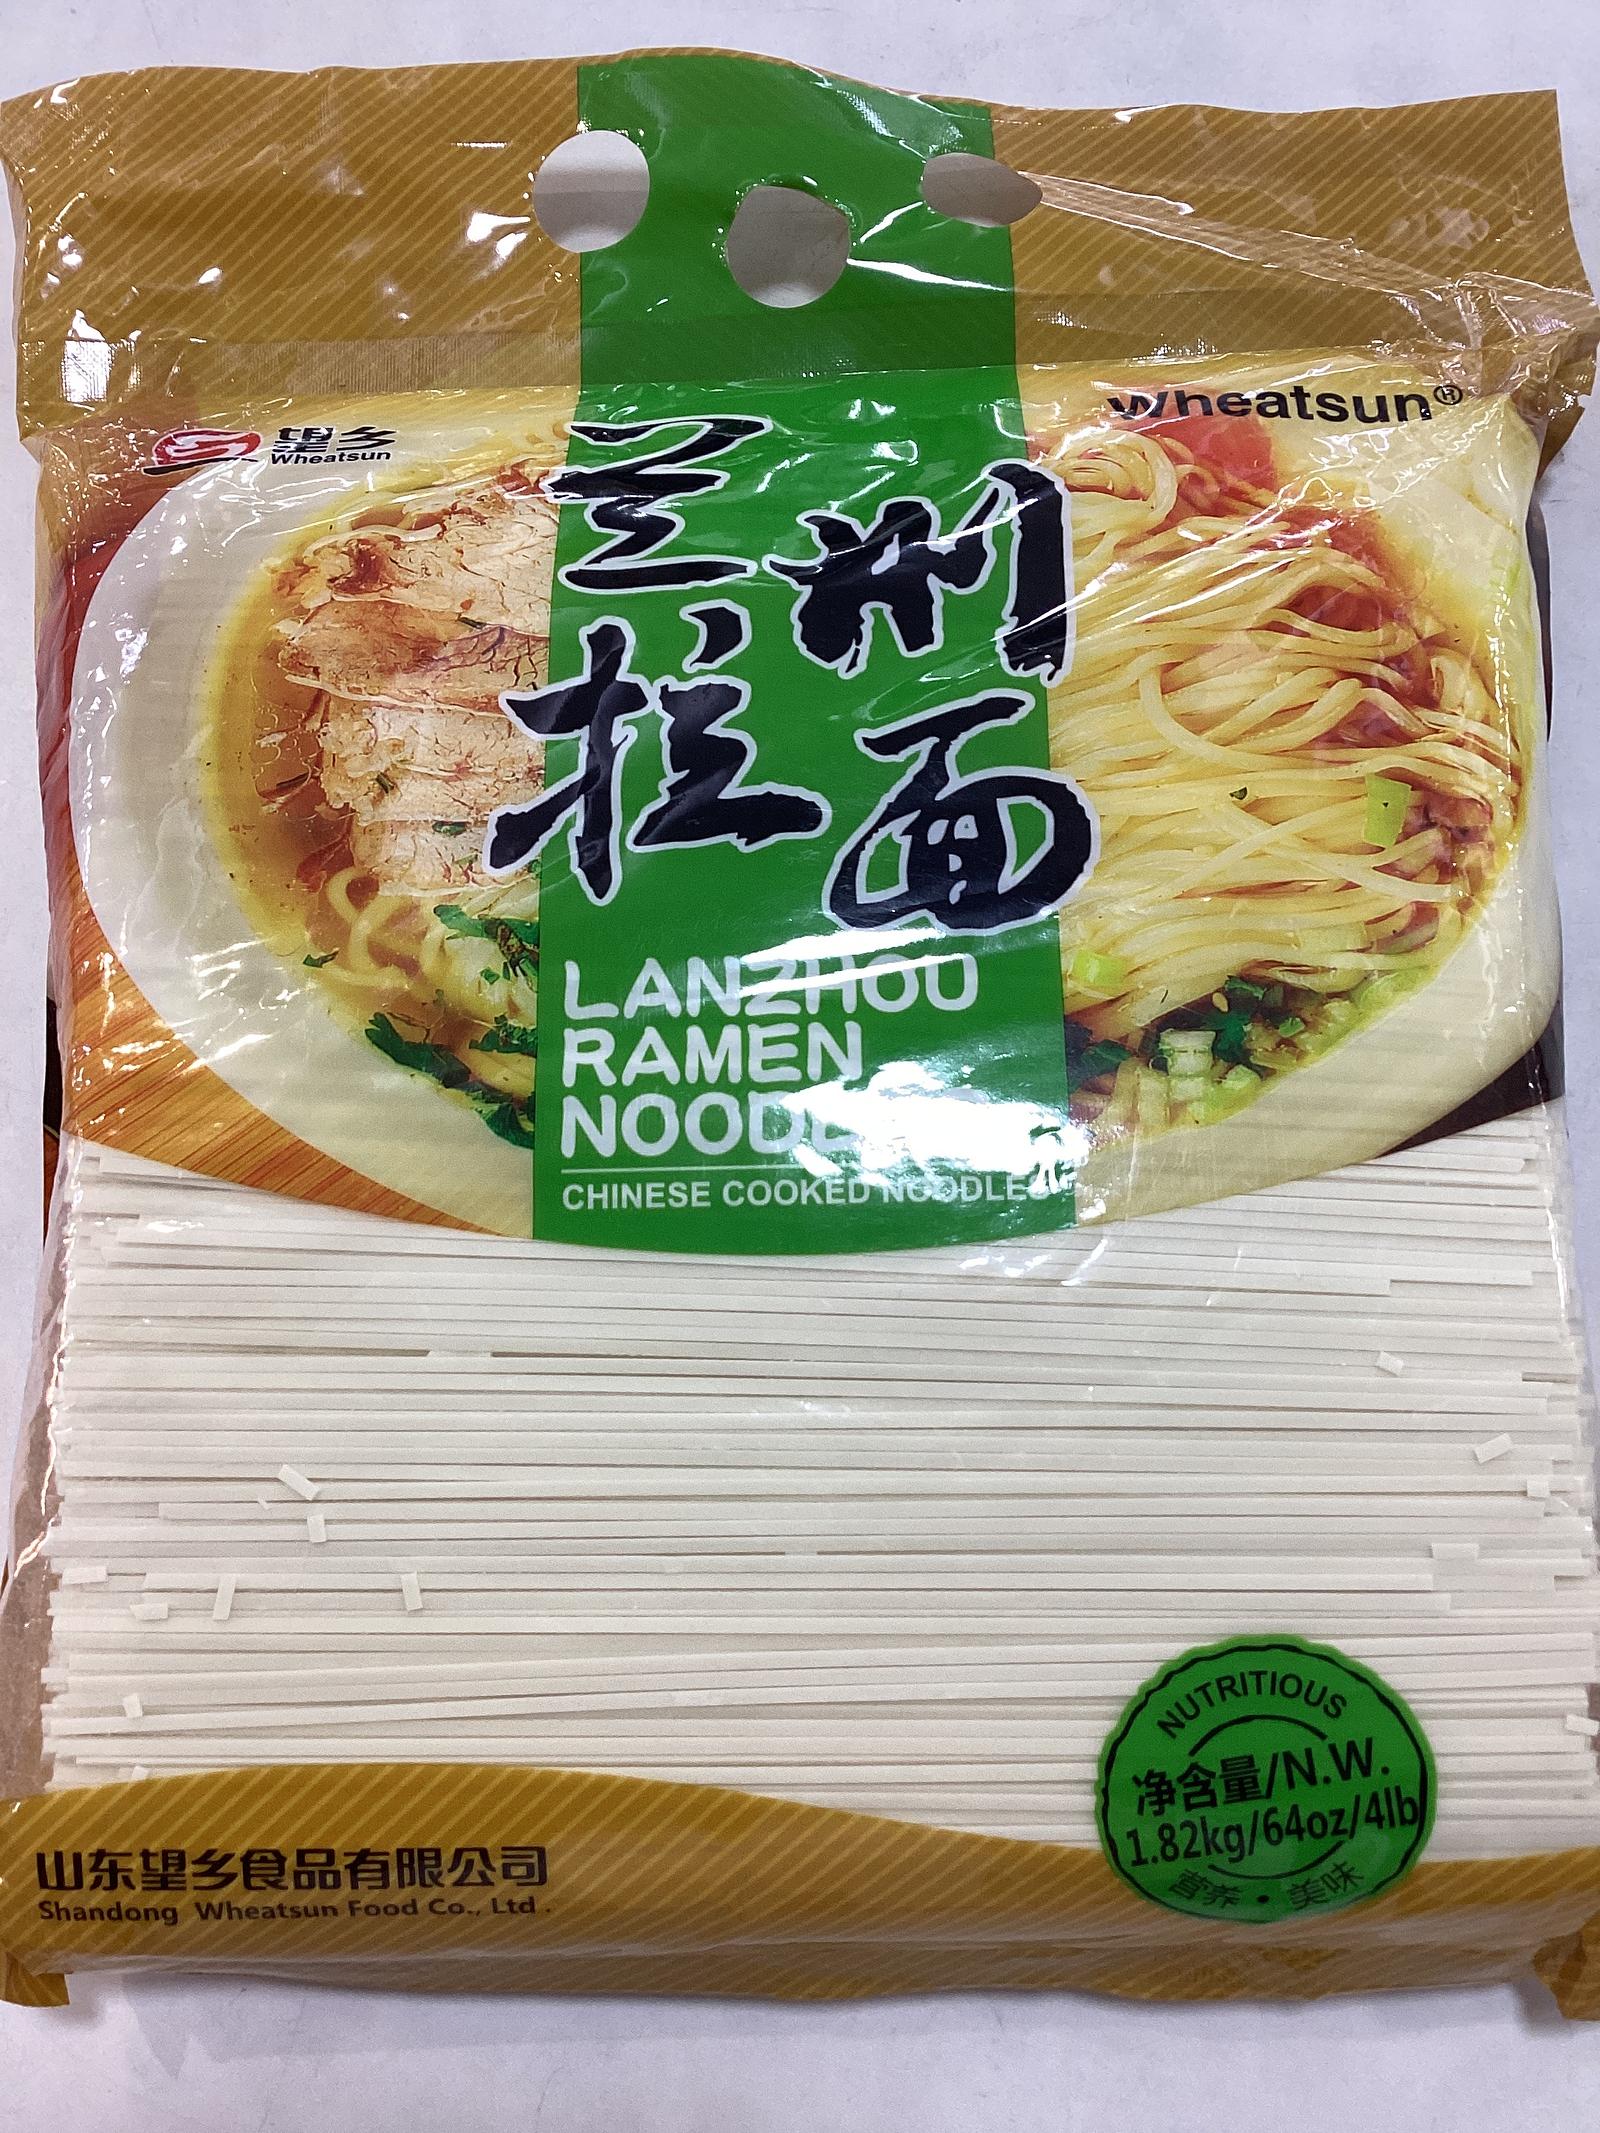 望乡
Wheatsun
wheatsun®
兰州
拉面
LANZHOU
RAMEN
CHINESE COOKED NOODLES
NUTRITIOUS
净含量/N.W.
1.82kg/64oz/4lb
营养·美味
山东望乡食品有限公司
Shandong Wheatsun Food Co., Ltd.